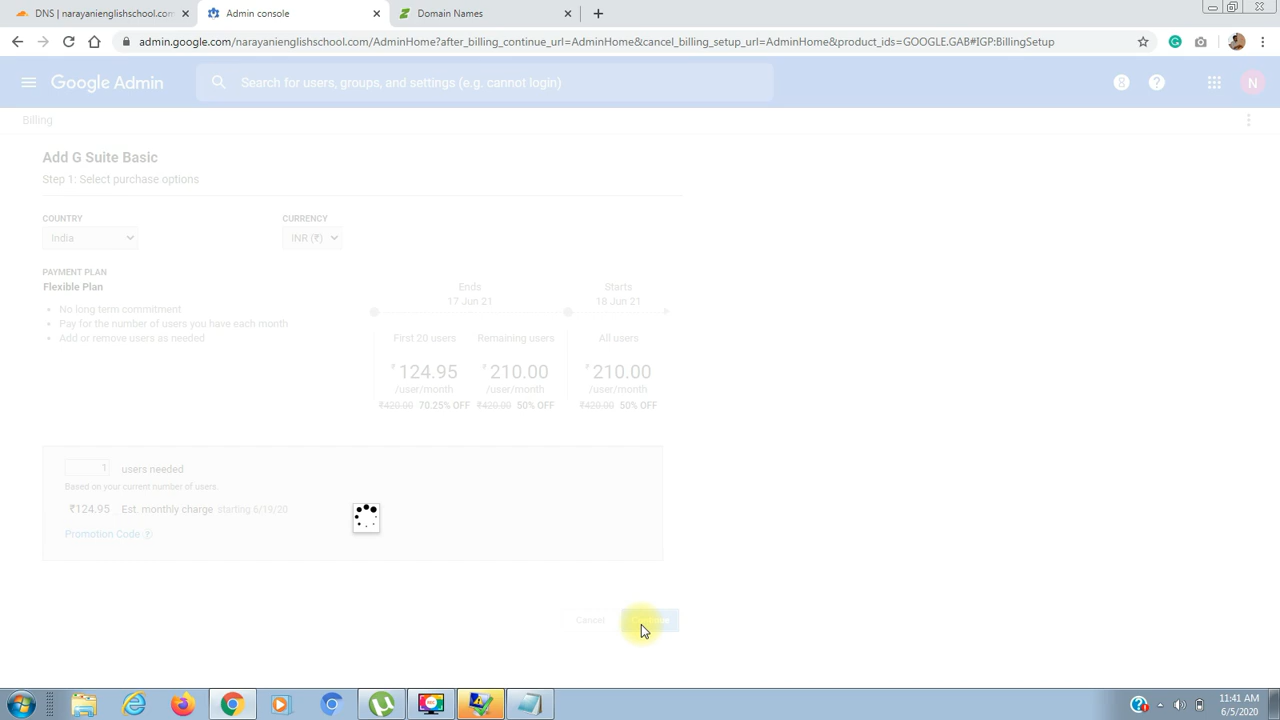 DNS | narayanienglishschool.com
Admin console
Domain Names
admin.google.com/narayanienglishschool.com/AdminHome?after_billing_continue_url=AdminHome&cancel_billing_setup_url=AdminHome&product_ids=GOOGLE.GAB#IGP:BillingSetup
Google Admin
Search for users, groups, and settings (e.g. cannot login)
N
Billing
Add G Suite Basic
Step 1: Select purchase options
COUNTRY
CURRENCY
India
INR (₹)
PAYMENT PLAN
Flexible Plan
No long term commitment
Pay for the number of users you have each month
Add or remove users as needed
Ends
Starts
17 Jun 21
18 Jun 21
First 20 users
Remaining users
All users
₹124.95
₹210.00
₹210.00
/user/month
/user/month
/user/month
₹420.00 70.25% OFF
₹420.00 50% OFF
₹420.00 50% OFF
1 users needed
Based on your current number of users.
₹124.95 Est. monthly charge starting 6/19/20
Promotion Code ?
Cancel
Continue
11:41 AM
6/5/2020